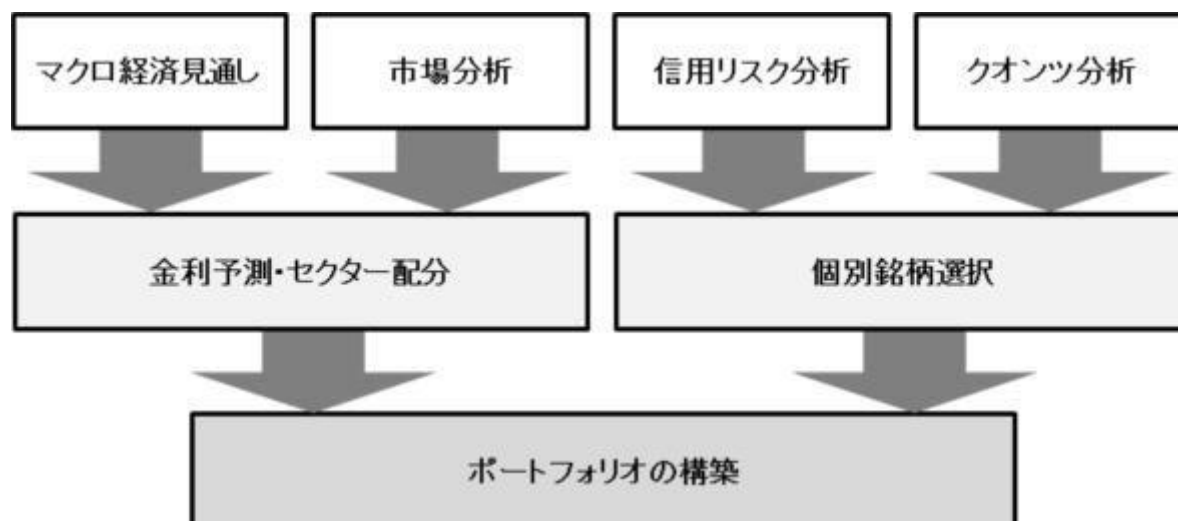 マクロ経済見通し
市場分析
信用リスク分析
クオンツ分析
金利予測・セクター配分
個別銘柄選択
ポートフォリオの構築